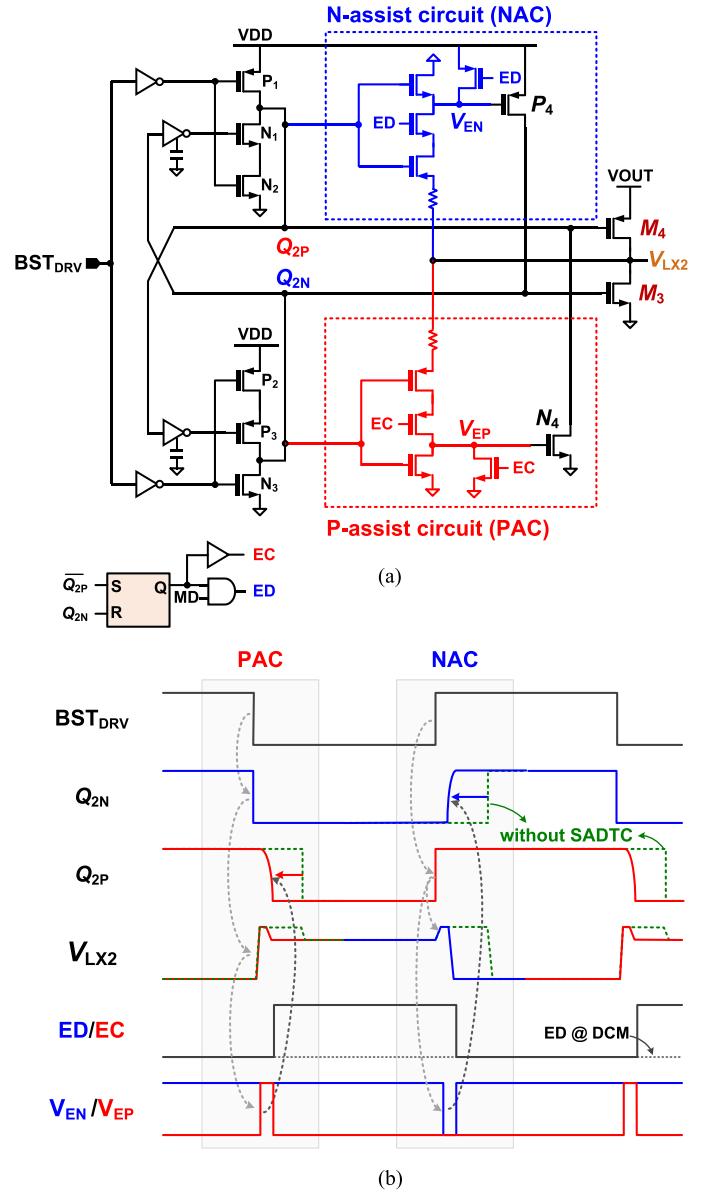 N-assist circuit (NAC)
VDD
P1
ED
P4
VEN
ED
N1
N2
VOUT
M4
Q2P
BSTDRV
VLX2
Q2N
M3
VDD
P2
P3
EC
VEP
N4
EC
N3
P-assist circuit (PAC)
Q2P S Q EC
MD ED
Q2N R
(a)
PAC NAC
BSTDRV
Q2N
without SADTC
Q2P
VLX2
ED/EC
ED @ DCM
VEN /VEP
(b)